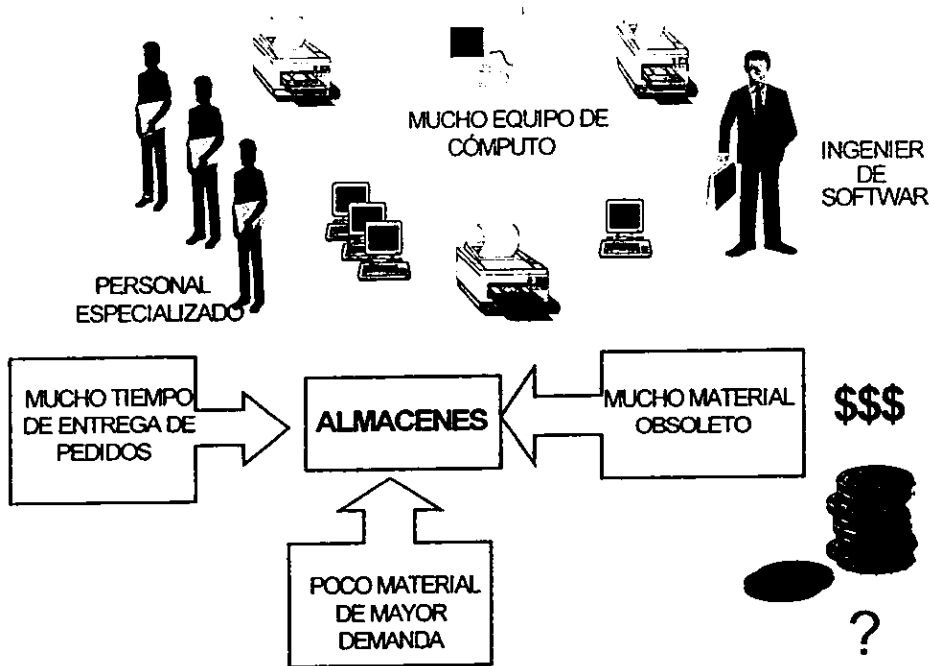 MUCHO EQUIPO DE
CÓMPUTO
INGENIER
DE
SOFTWAR
PERSONAL
ESPECIALIZADO
MUCHO TIEMPO
DE ENTREGA DE
PEDIDOS
ALMACENES
MUCHO MATERIAL
OBSOLETO
$$$
POCO MATERIAL
DE MAYOR
DEMANDA
?